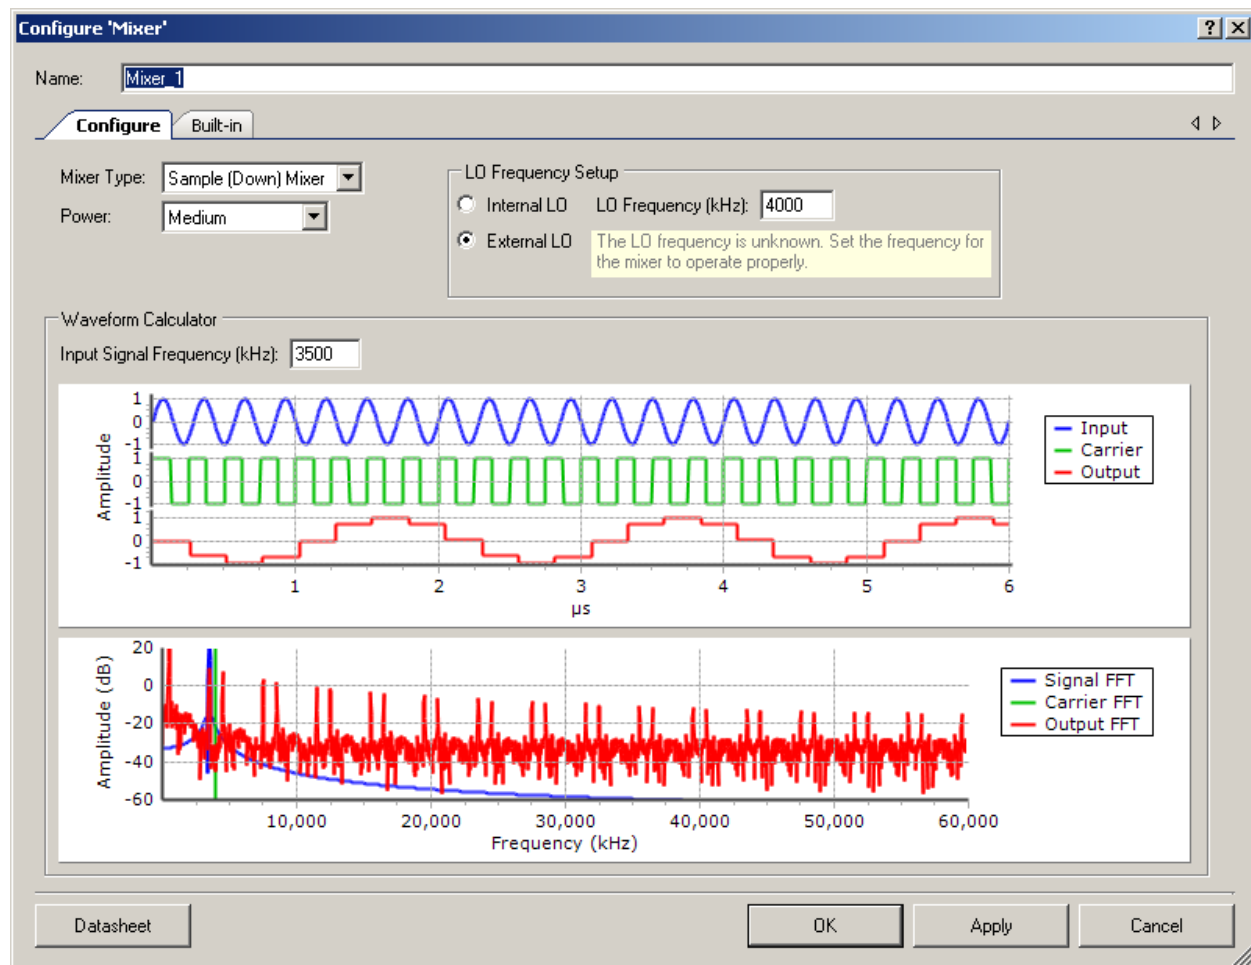 Configure 'Mixer'
Name: Mixer_1
Configure Built-in
Mixer Type: Sample (Down) Mixer
Power: Medium
LO Frequency Setup
Internal LO LO Frequency (kHz): 4000
External LO The LO frequency is unknown. Set the frequency for
the mixer to operate properly.
Waveform Calculator
Input Signal Frequency (kHz): 3500
Amplitude
1
0
-1
1
0
-1
1
0
-1
1 2 3 4 5 6
µs
Input
Carrier
Output
Amplitude (dB)
20
0
-20
-40
-60
10,000 20,000 30,000 40,000 50,000 60,000
Frequency (kHz)
Signal FFT
Carrier FFT
Output FFT
Datasheet OK Apply Cancel